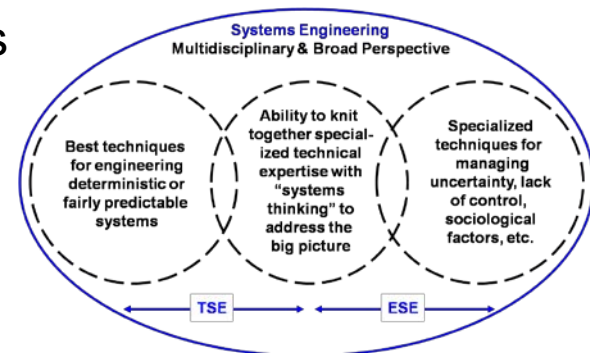 s
Systems Engineering
Multidisciplinary & Broad Perspective
Best techniques
for engineering
deterministic or
fairly predictable
systems
Ability to knit
together special-
ized technical
expertise with
“systems
thinking” to
address the
big picture
Specialized
techniques for
managing
uncertainty, lack
of control,
sociological
factors, etc.
TSE
ESE